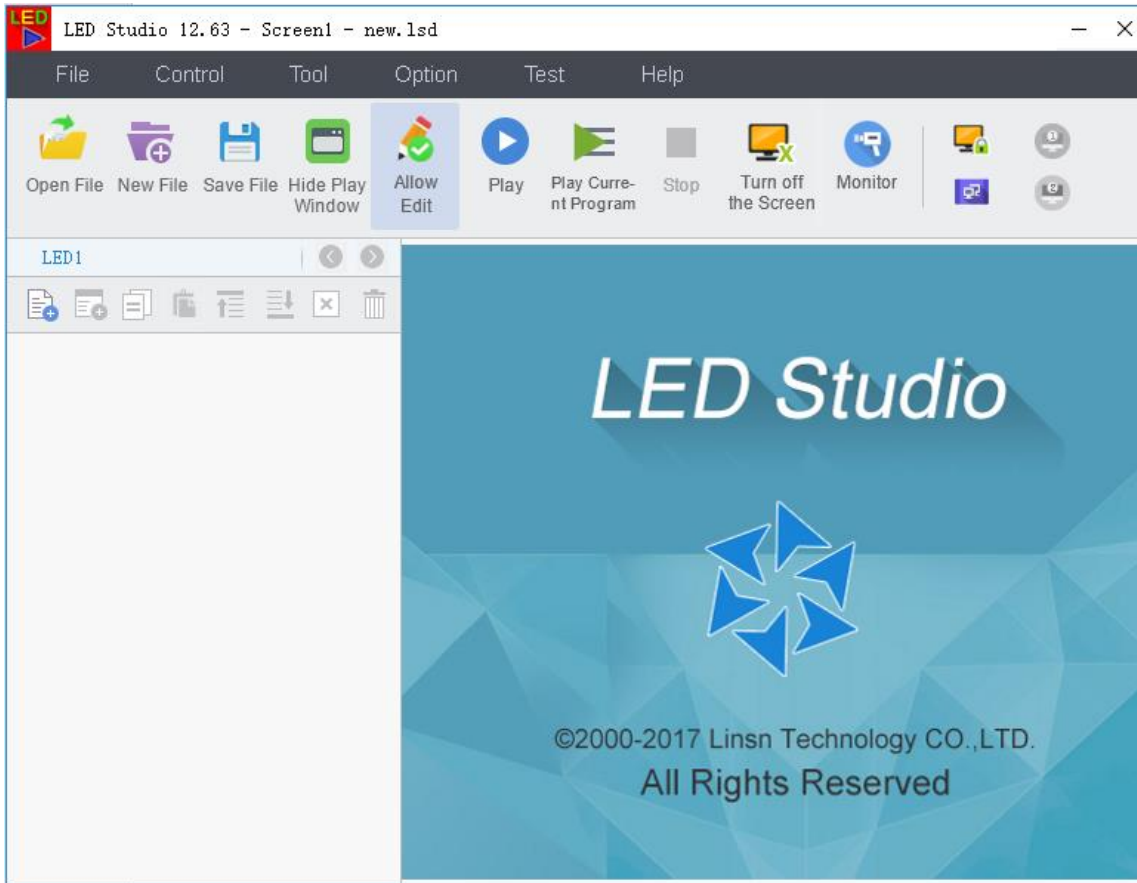 LED
LED Studio 12.63 - Screen1 - new.lsd
File Control Tool Option Test Help
Open File New File Save File Hide Play Window Allow Edit Play Play Curre-nt Program Stop Turn off the Screen Monitor
1
2
LED1
LED Studio
©2000-2017 Linsn Technology CO.,LTD.
All Rights Reserved